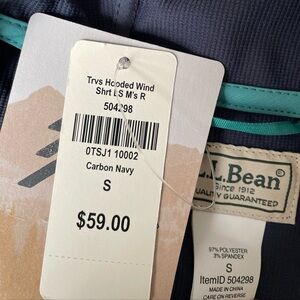 Trvs Hooded Wind
Shrt LS M's R
504298
0TSJ1 10002
Carbon Navy
S
$59.00
L.L.Bean®
Since 1912
QUALITY GUARANTEED
97% POLYESTER
3% SPANDEX
S
ItemID 504298
MADE IN CHINA
CARE ON REVERSE